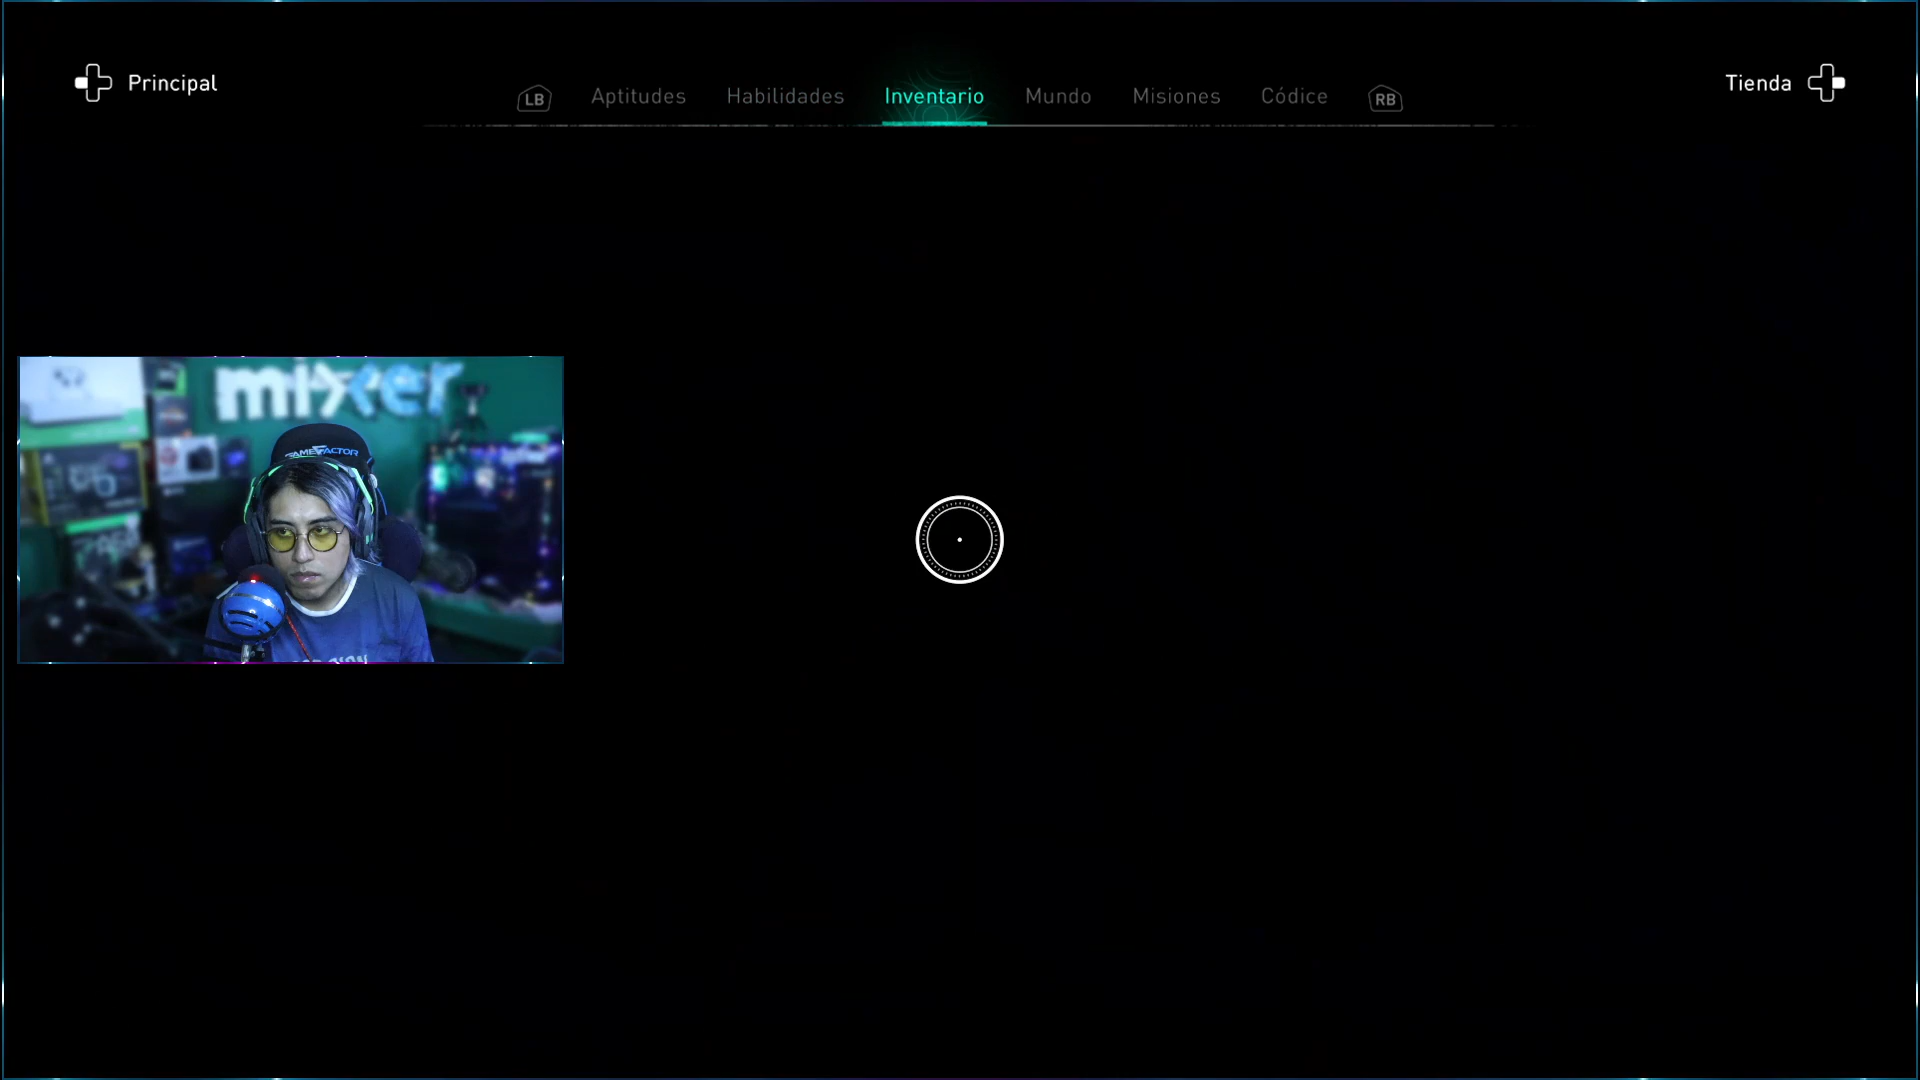 Principal
LB Aptitudes Habilidades Inventario Mundo Misiones Códice RB
Tienda
mixer
GAMEFACTOR